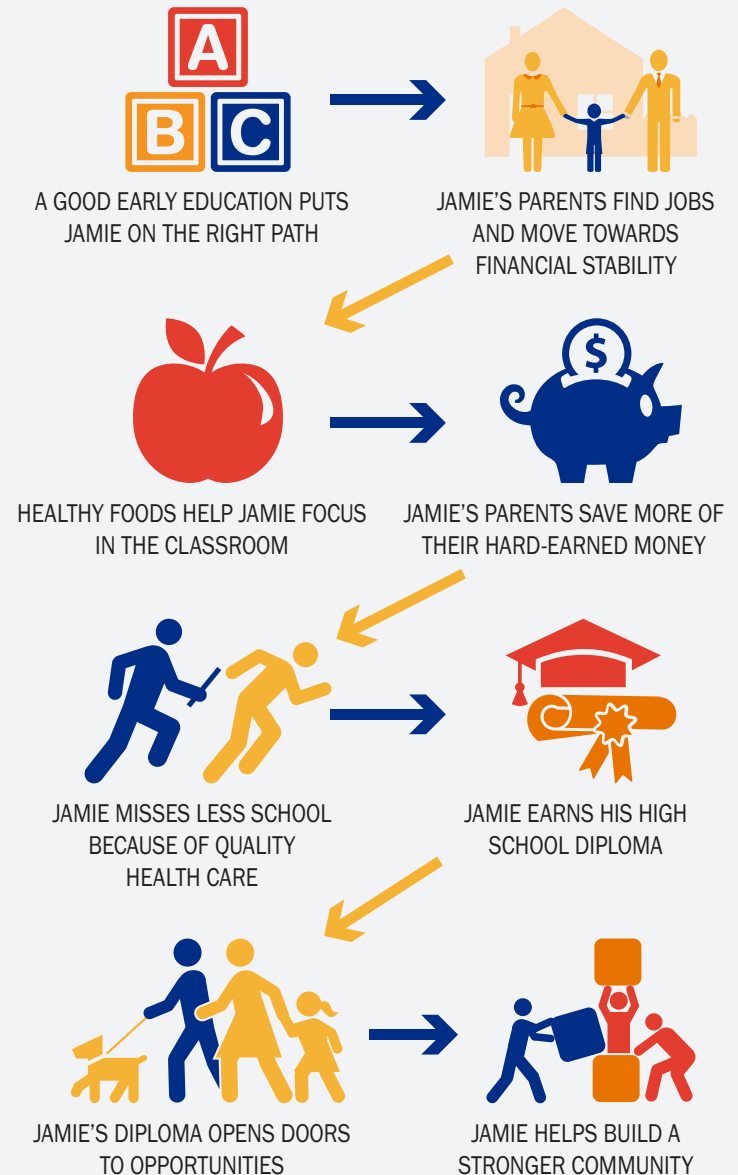 A
B C
A GOOD EARLY EDUCATION PUTS
JAMIE ON THE RIGHT PATH
JAMIE'S PARENTS FIND JOBS
AND MOVE TOWARDS
FINANCIAL STABILITY
$
HEALTHY FOODS HELP JAMIE FOCUS
IN THE CLASSROOM
JAMIE'S PARENTS SAVE MORE OF
THEIR HARD-EARNED MONEY
JAMIE MISSES LESS SCHOOL
BECAUSE OF QUALITY
HEALTH CARE
JAMIE EARNS HIS HIGH
SCHOOL DIPLOMA
JAMIE'S DIPLOMA OPENS DOORS
TO OPPORTUNITIES
JAMIE HELPS BUILD A
STRONGER COMMUNITY